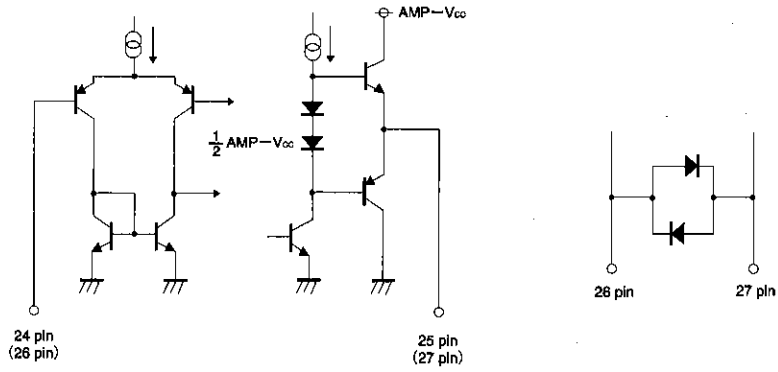 AMP-Vcc
1/2 AMP-Vcc
24 pin
(26 pin)
25 pin
(27 pin)
26 pin
27 pin